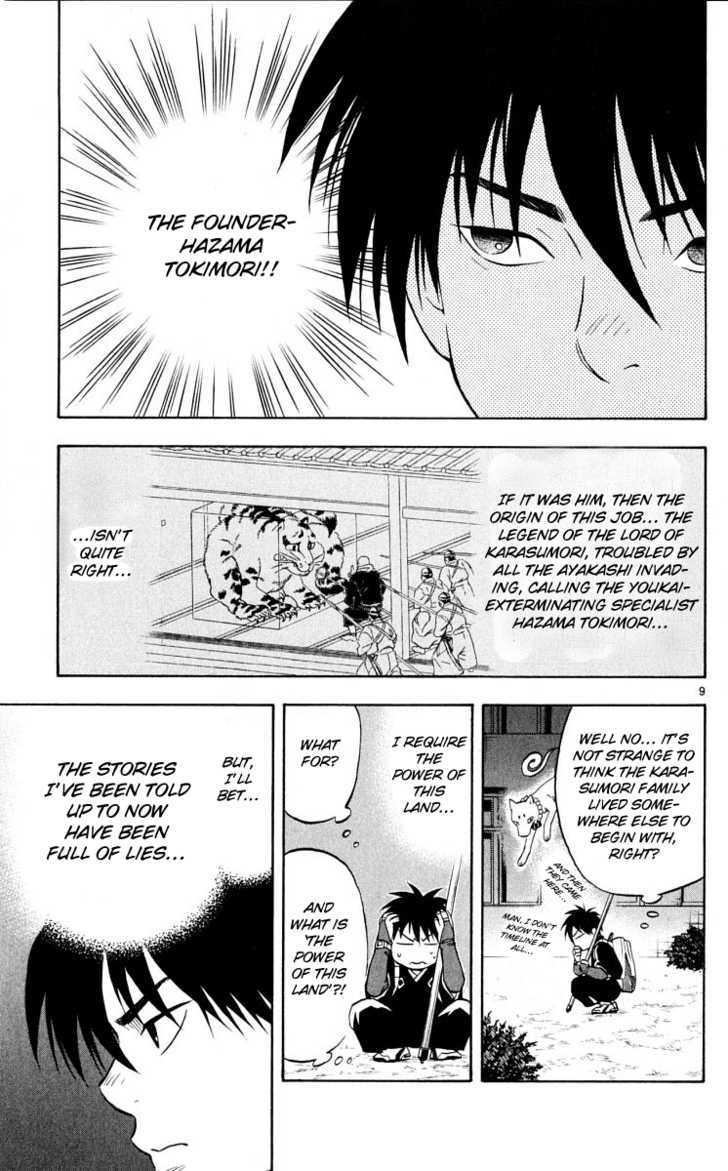 THE FOUNDER-
HAZAMA
TOKIMORI!!
IF IT WAS HIM, THEN THE
ORIGIN OF THIS JOB... THE
LEGEND OF THE LORD OF
KARASUMORI, TROUBLED BY
ALL THE AYAKASHI INVAD-
ING, CALLING THE YOUKAI-
EXTERMINATING SPECIALIST
HAZAMA TOKIMORI...
...ISN'T
QUITE
RIGHT...
9
WELL NO... IT'S
NOT STRANGE TO
THINK THE KARA-
SUMORI FAMILY
LIVED SOME-
WHERE ELSE TO
BEGIN WITH,
RIGHT?
AND THEN
THEY CAME
HERE...
MAN, I DON'T
KNOW THE
TIMELINE AT
ALL...
I REQUIRE
THE
POWER OF
THIS
LAND...
WHAT
FOR?
AND
WHAT IS
'THE
POWER
OF THIS
LAND'?!
BUT,
I'LL
BET...
THE STORIES
I'VE BEEN TOLD
UP TO NOW
HAVE BEEN
FULL OF LIES...